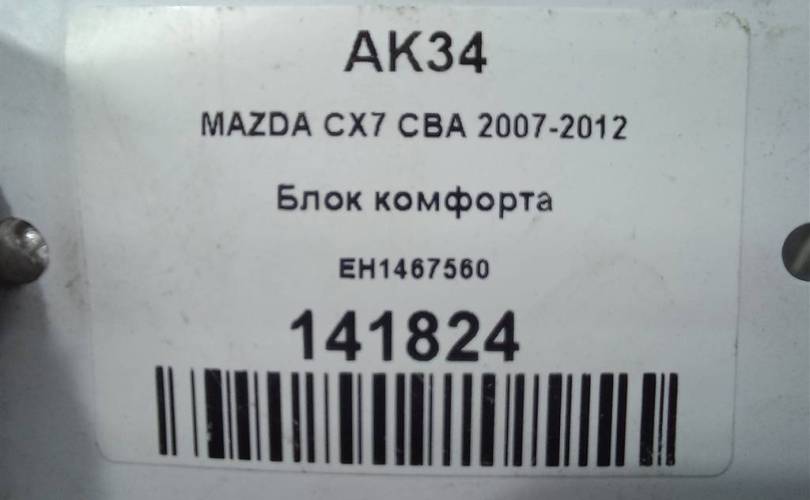 AK34
MAZDA CX7 CBA 2007-2012
Блок комфорта
EH1467560
141824